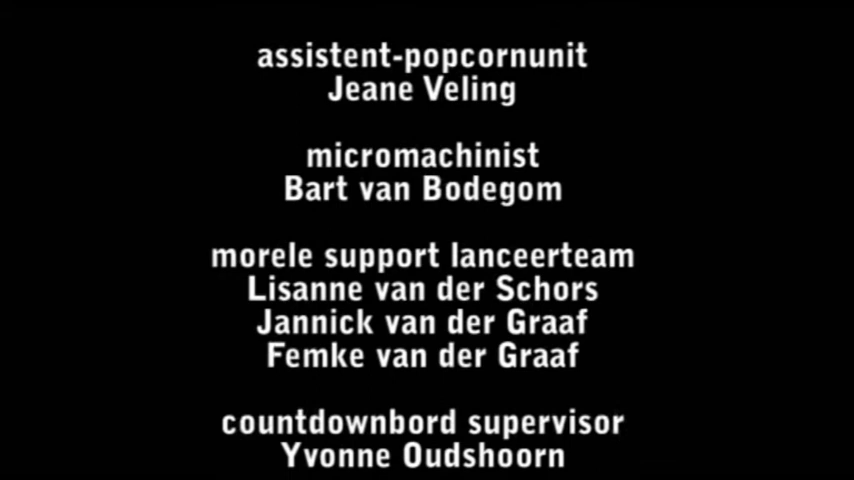 assistent-popcornunit
Jeane Veling
micromachinist
Bart van Bodegom
morele support lanceerteam
Lisanne van der Schors
Jannick van der Graaf
Femke van der Graaf
countdownbord supervisor
Yvonne Oudshoorn